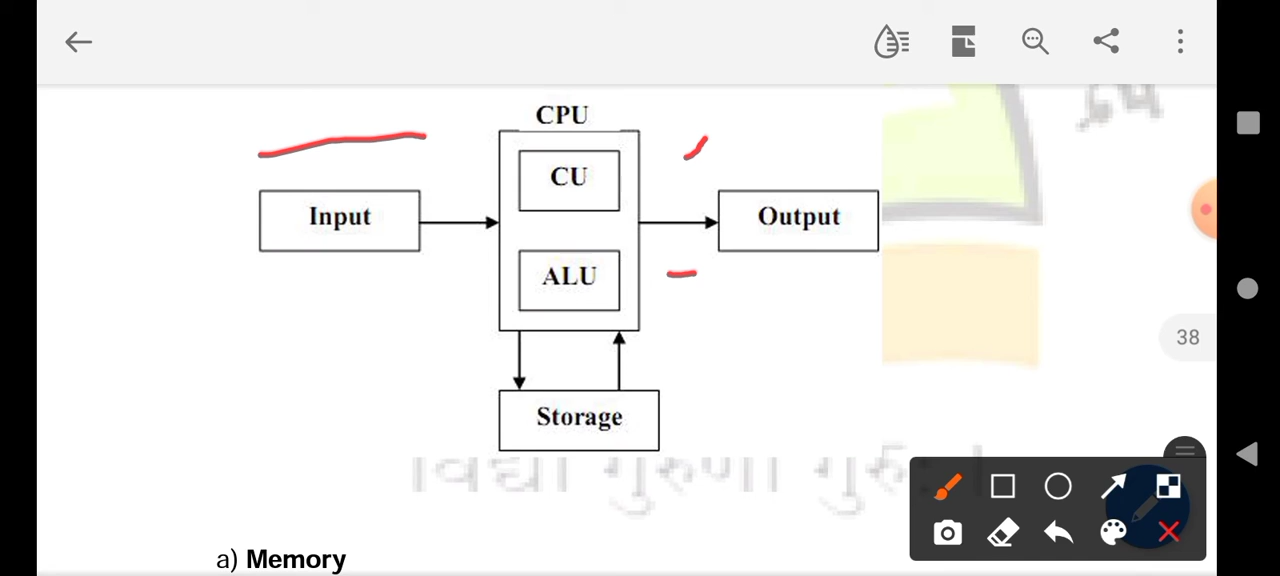 CPU
CU
Input
Output
ALU
38
Storage
विद्या गुरुणां गुरुः
a) Memory